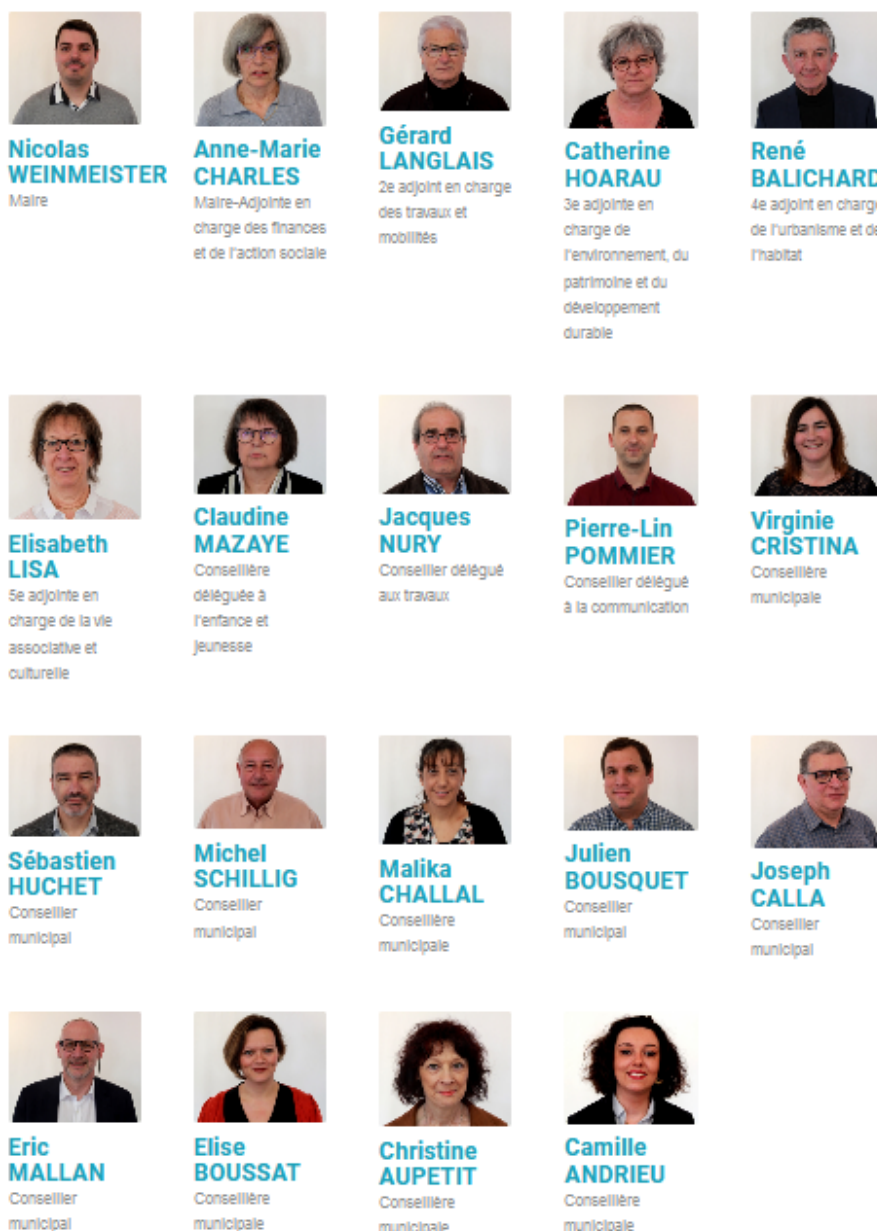 Nicolas
WEINMEISTER
Maire
Anne-Marie
CHARLES
Maire-Adjointe en
charge des finances
et de l'action sociale
Gérard
LANGLAIS
2e adjoint en charge
des travaux et
mobilités
Catherine
HOARAU
3e adjointe en
charge de
l'environnement, du
patrimoine et du
développement
durable
René
BALICHARD
4e adjoint en charge
de l'urbanisme et de
l'habitat
Elisabeth
LISA
5e adjointe en
charge de la vie
associative et
culturelle
Claudine
MAZAYE
Conseillère
déléguée à
l'enfance et
jeunesse
Jacques
NURY
Conseiller délégué
aux travaux
Pierre-Lin
POMMIER
Conseiller délégué
à la communication
Virginie
CRISTINA
Conseillère
municipale
Sébastien
HUCHET
Conseiller
municipal
Michel
SCHILLIG
Conseiller
municipal
Malika
CHALLAL
Conseillère
municipale
Julien
BOUSQUET
Conseiller
municipal
Joseph
CALLA
Conseiller
municipal
Eric
MALLAN
Conseiller
municipal
Elise
BOUSSAT
Conseillère
municipale
Christine
AUPETIT
Conseillère
municipale
Camille
ANDRIEU
Conseillère
municipale